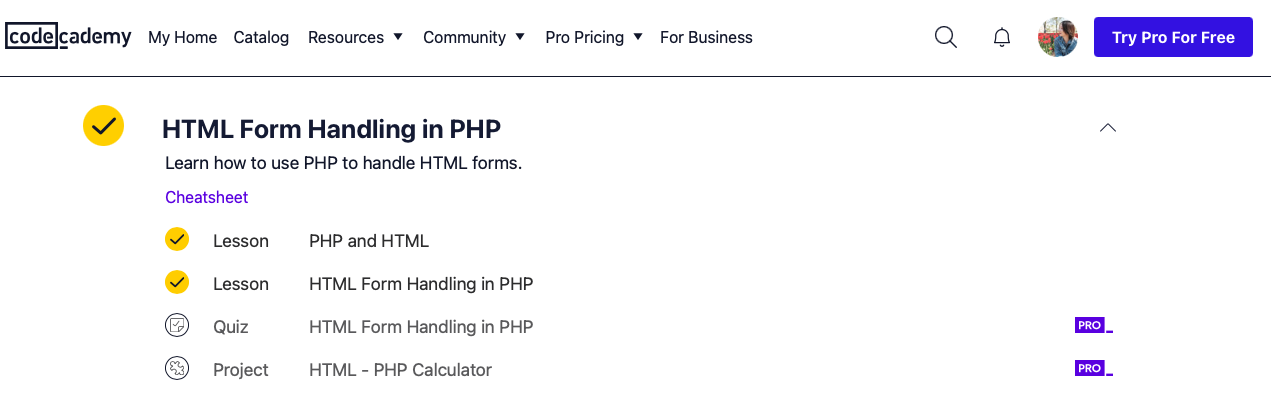 codecademy My Home Catalog Resources Community Pro Pricing For Business Try Pro For Free
HTML Form Handling in PHP
Learn how to use PHP to handle HTML forms.
Cheatsheet
Lesson PHP and HTML
Lesson HTML Form Handling in PHP
Quiz HTML Form Handling in PHP PRO
Project HTML - PHP Calculator PRO